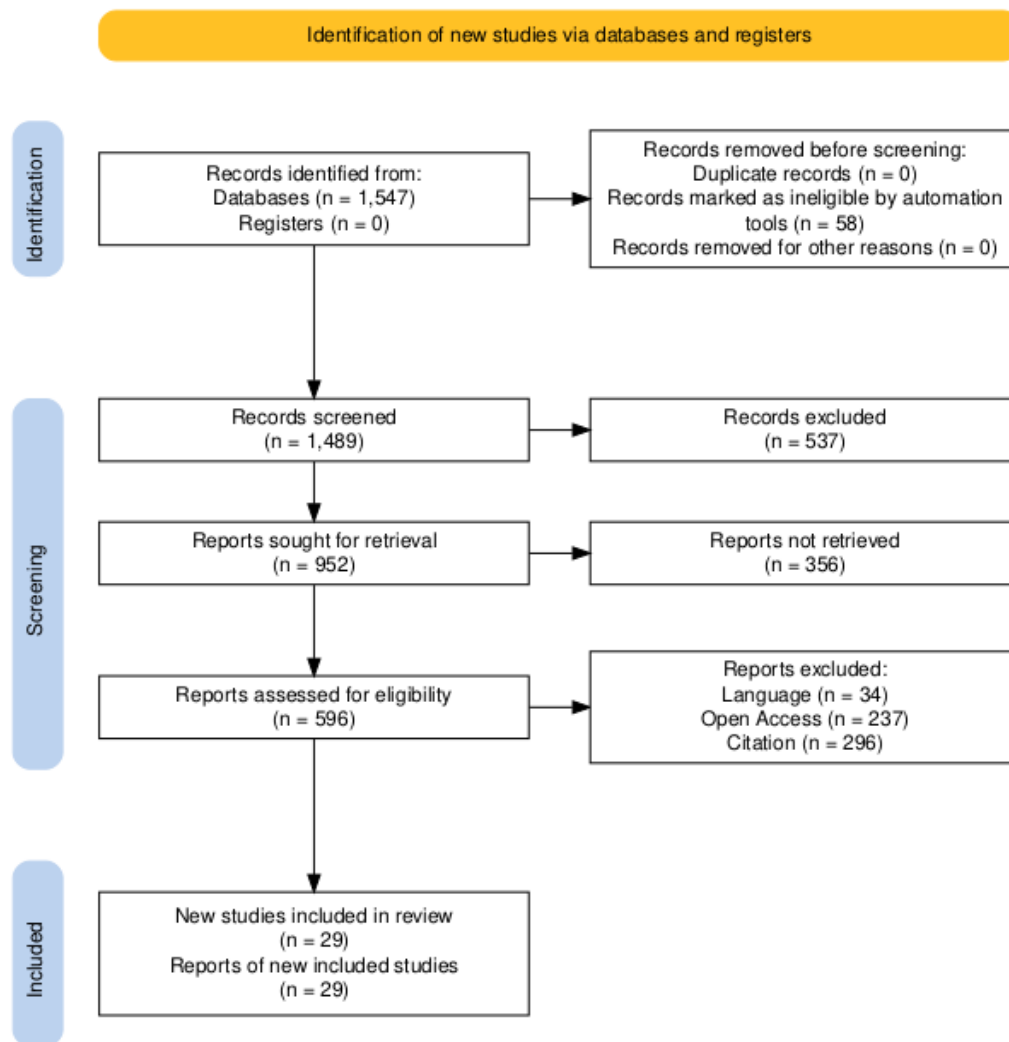 Identification of new studies via databases and registers
Identification
Records identified from:
Databases (n = 1,547)
Registers (n = 0)
Records removed before screening:
Duplicate records (n = 0)
Records marked as ineligible by automation
tools (n = 58)
Records removed for other reasons (n = 0)
Screening
Records screened
(n = 1,489)
Records excluded
(n = 537)
Reports sought for retrieval
(n = 952)
Reports not retrieved
(n = 356)
Reports assessed for eligibility
(n = 596)
Reports excluded:
Language (n = 34)
Open Access (n = 237)
Citation (n = 296)
Included
New studies included in review
(n = 29)
Reports of new included studies
(n = 29)